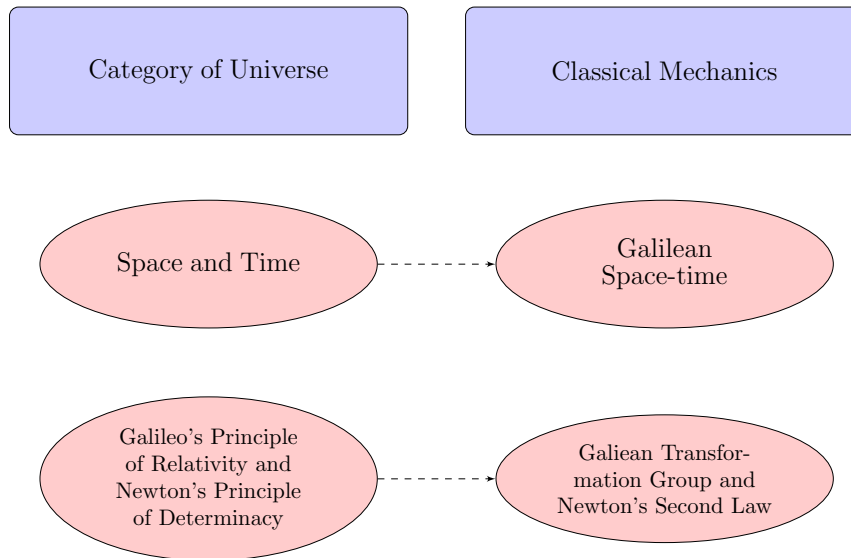 Category of Universe
Classical Mechanics
Space and Time
Galilean
Space-time
Galileo's Principle
of Relativity and
Newton's Principle
of Determinacy
Galiean Transfor-
mation Group and
Newton's Second Law